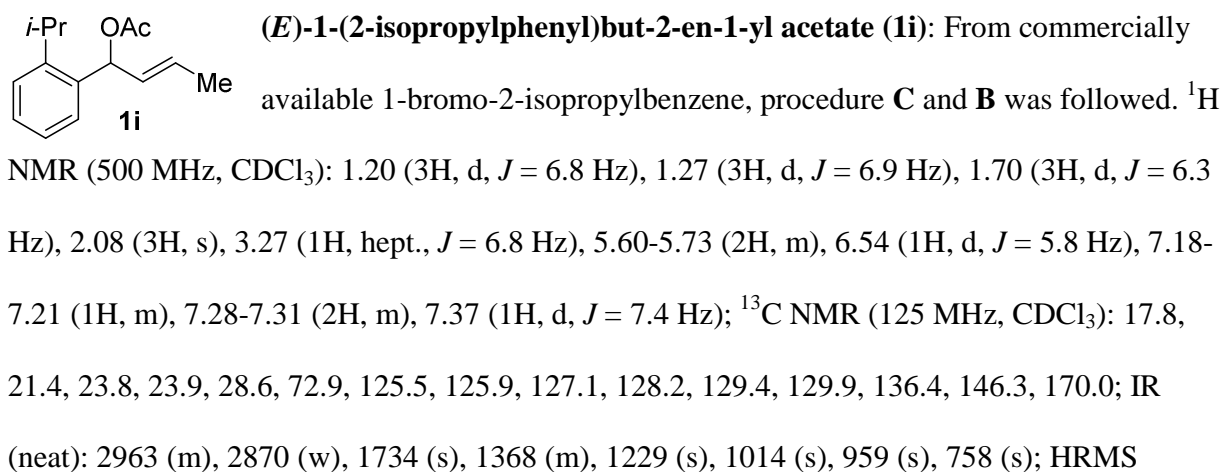 i-Pr OAc
Me
1i
(E)-1-(2-isopropylphenyl)but-2-en-1-yl acetate (1i): From commercially
available 1-bromo-2-isopropylbenzene, procedure C and B was followed. ¹H
NMR (500 MHz, CDCl₃): 1.20 (3H, d, J = 6.8 Hz), 1.27 (3H, d, J = 6.9 Hz), 1.70 (3H, d, J = 6.3
Hz), 2.08 (3H, s), 3.27 (1H, hept., J = 6.8 Hz), 5.60-5.73 (2H, m), 6.54 (1H, d, J = 5.8 Hz), 7.18-
7.21 (1H, m), 7.28-7.31 (2H, m), 7.37 (1H, d, J = 7.4 Hz); ¹³C NMR (125 MHz, CDCl₃): 17.8,
21.4, 23.8, 23.9, 28.6, 72.9, 125.5, 125.9, 127.1, 128.2, 129.4, 129.9, 136.4, 146.3, 170.0; IR
(neat): 2963 (m), 2870 (w), 1734 (s), 1368 (m), 1229 (s), 1014 (s), 959 (s), 758 (s); HRMS